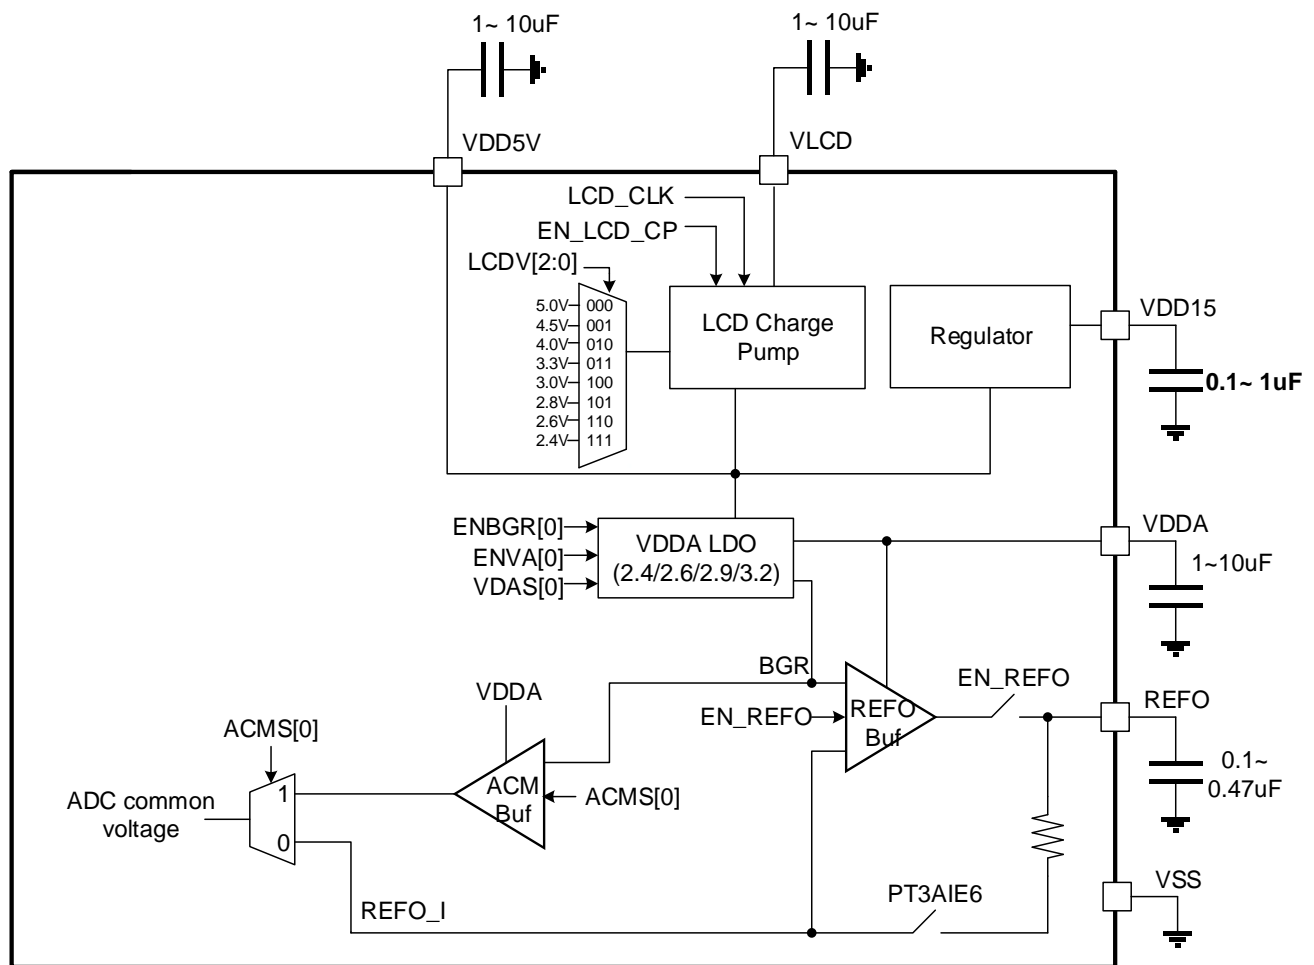 1~ 10uF
1~ 10uF
VDD5V
VLCD
LCD_CLK
EN_LCD_CP
LCDV[2:0]
5.0V 000
4.5V 001
4.0V 010
3.3V 011
3.0V 100
2.8V 101
2.6V 110
2.4V 111
LCD Charge
Pump
Regulator
VDD15
0.1~ 1uF
ENBGR[0]
ENVA[0]
VDAS[0]
VDDA LDO
(2.4/2.6/2.9/3.2)
VDDA
1~10uF
BGR
VDDA
EN_REFO
REFO
Buf
EN_REFO
REFO
0.1~
0.47uF
ACMS[0]
ADC common
voltage
1
0
ACM
Buf
ACMS[0]
REFO_I
PT3AIE6
VSS